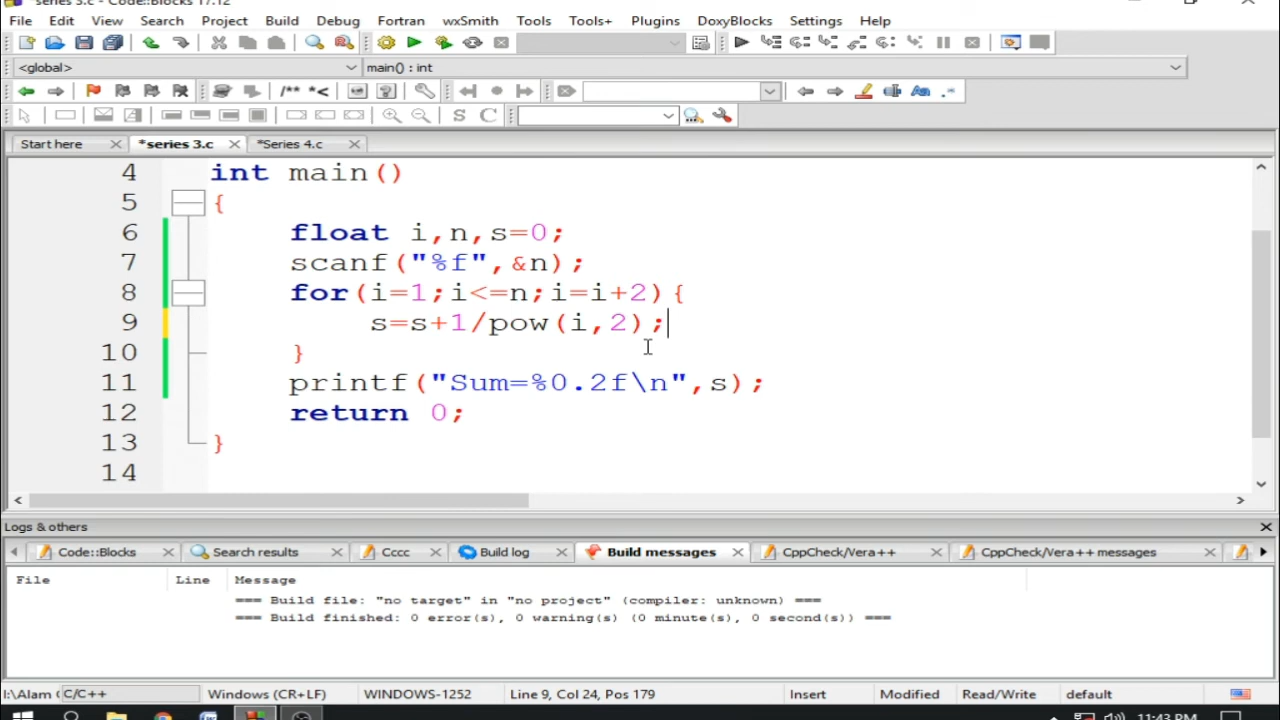 *series 3.c - Code::Blocks 17.12
File Edit View Search Project Build Debug Fortran wxSmith Tools Tools+ Plugins DoxyBlocks Settings Help
<global> main() : int
/** *<
S C
Start here *series 3.c *Series 4.c
4 int main()
5 {
6 float i,n,s=0;
7 scanf("%f",&n);
8 for(i=1;i<=n;i=i+2){
9 s=s+1/pow(i,2);
10 }
11 printf("Sum=%0.2f\n",s);
12 return 0;
13 }
14
Logs & others
Code::Blocks Search results Cccc Build log Build messages CppCheck/Vera++ CppCheck/Vera++ messages
File Line Message
=== Build file: "no target" in "no project" (compiler: unknown) ===
=== Build finished: 0 error(s), 0 warning(s) (0 minute(s), 0 second(s)) ===
I:\Alam C/C++ Windows (CR+LF) WINDOWS-1252 Line 9, Col 24, Pos 179 Insert Modified Read/Write default
11:43 PM